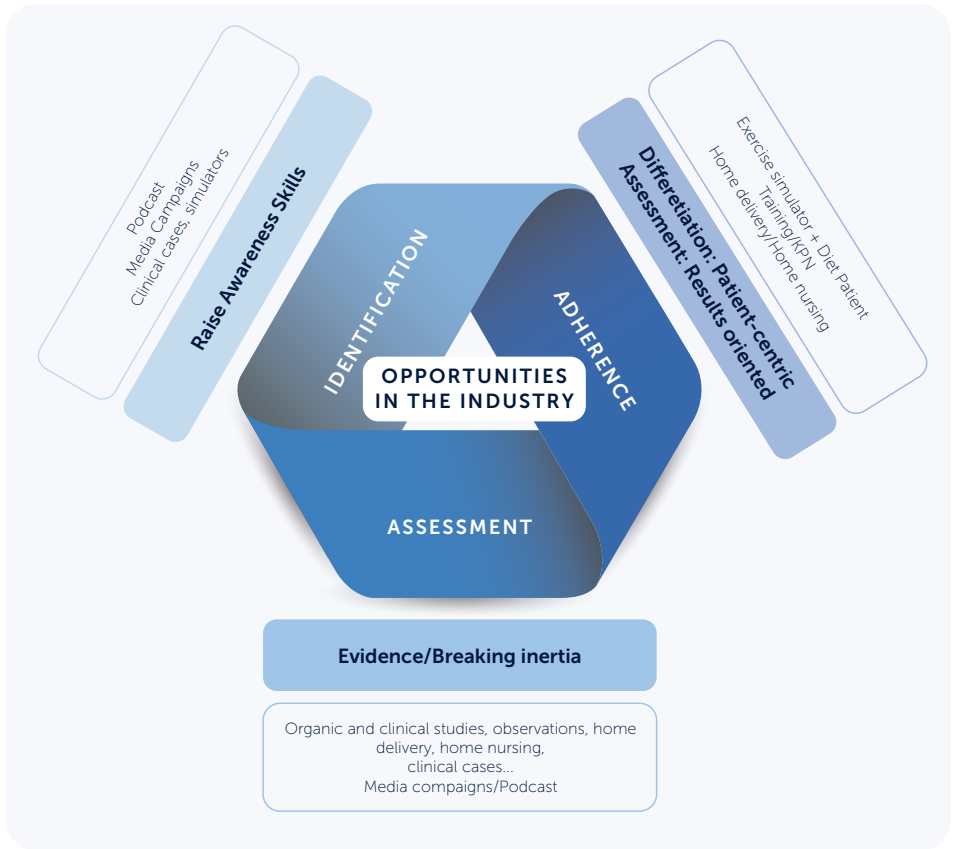 Podcast
Media Campaigns
Clinical cases, simulators
Raise Awareness Skills
IDENTIFICATION
Exercise simulator + Diet Patient
Training/KPN
Home delivery/Home nursing
Differetiation: Patient-centric
Assessment: Results oriented
ADHERENCE
OPPORTUNITIES
IN THE INDUSTRY
ASSESSMENT
Evidence/Breaking inertia
Organic and clinical studies, observations, home
delivery, home nursing,
clinical cases...
Media compaigns/Podcast